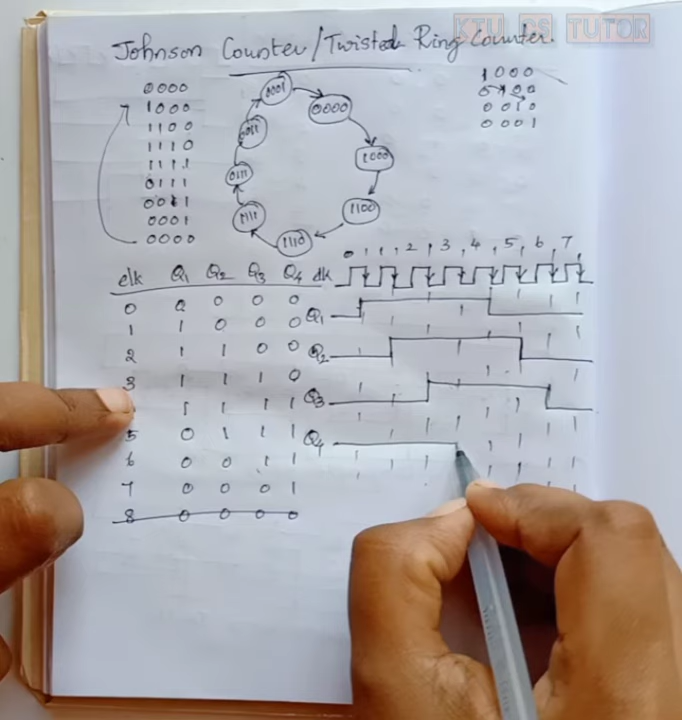 KTU DS TUTOR
Johnson Counter/Twisted Ring Counter.
0000
1000
1100
1110
1111
0111
0011
0001
0000
0001
0000
1000
1100
1110
1111
0111
0011
1000
0100
0010
0001
clk Q1 Q2 Q3 Q4
0 0 0 0 0
1 1 0 0 0
2 1 1 0 0
3 1 1 1 0
1 1 1 1
5 0 1 1 1
6 0 0 1 1
7 0 0 0 1
8 0 0 0 0
clk 0 1 2 3 4 5 6 7
Q1
Q2
Q3
Q4